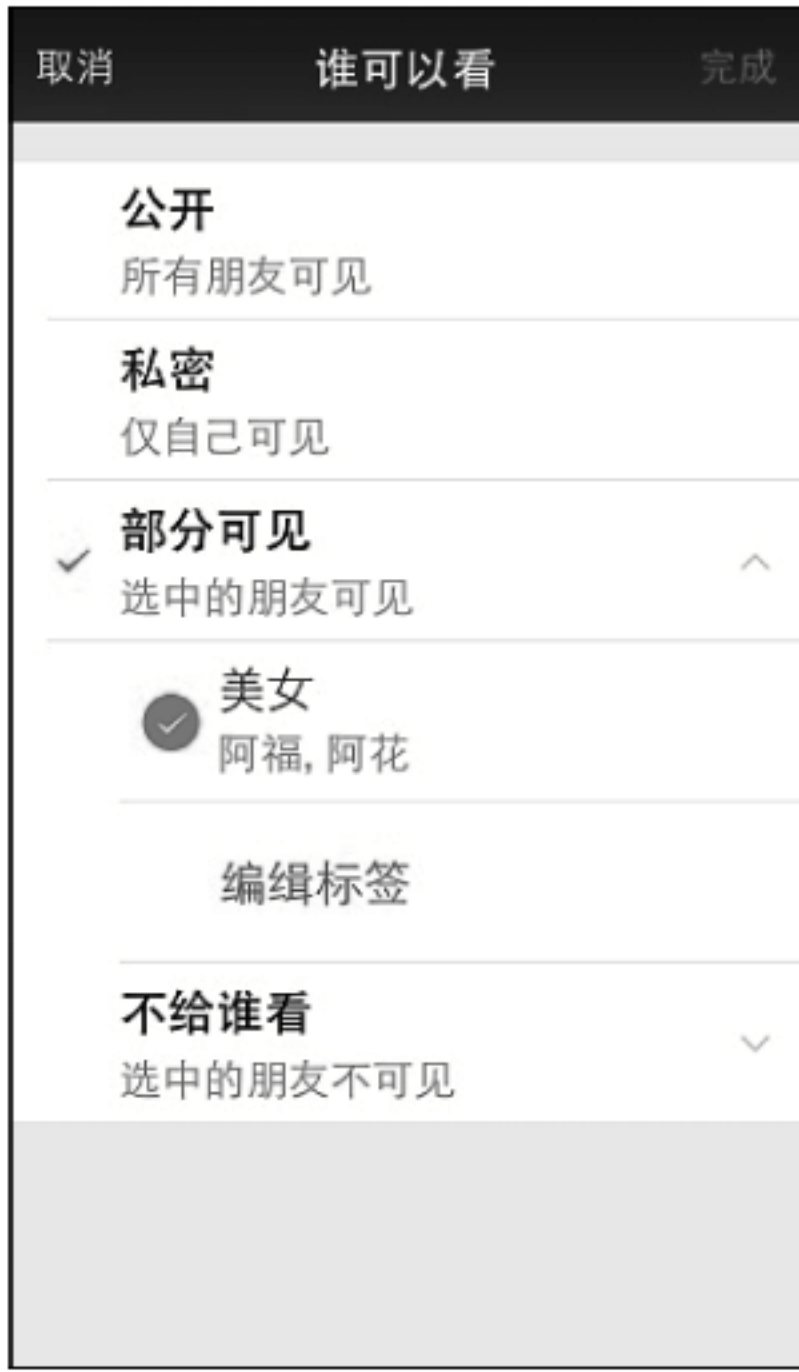 取消 谁可以看 完成
公开
所有朋友可见
私密
仅自己可见
部分可见
选中的朋友可见
美女
阿福, 阿花
编缉标签
不给谁看
选中的朋友不可见